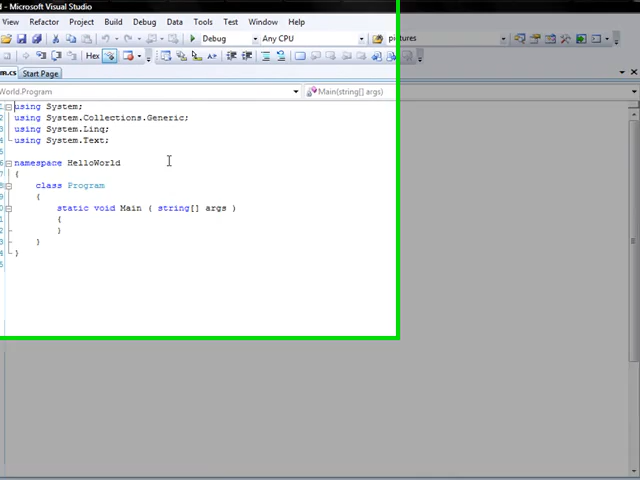 d - Microsoft Visual Studio
View Refactor Project Build Debug Data Tools Test Window Help
Debug Any CPU pictures
Hex
m.cs Start Page
World.Program Main(string[] args)
using System;
using System.Collections.Generic;
using System.Linq;
using System.Text;
namespace HelloWorld
{
class Program
{
static void Main ( string[] args )
{
}
}
}